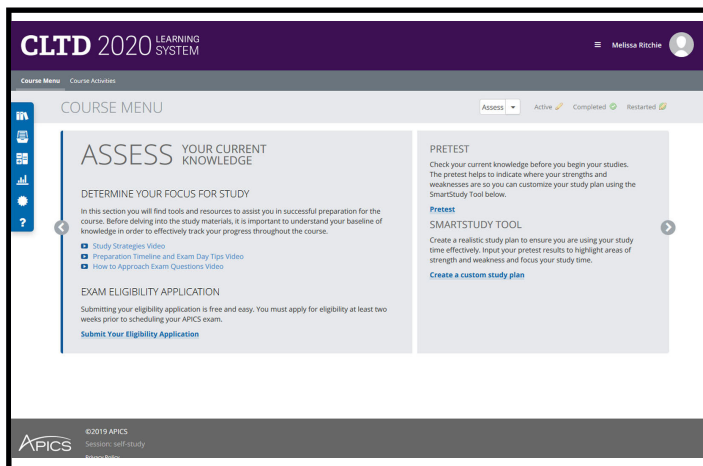 CLTD 2020 LEARNING SYSTEM
Melissa Ritchie
Course Menu Course Activities
COURSE MENU
Assess
Active
Completed
Restarted
ASSESS YOUR CURRENT KNOWLEDGE
DETERMINE YOUR FOCUS FOR STUDY
In this section you will find tools and resources to assist you in successful preparation for the
course. Before delving into the study materials, it is important to understand your baseline of
knowledge in order to effectively track your progress throughout the course.
Study Strategies Video
Preparation Timeline and Exam Day Tips Video
How to Approach Exam Questions Video
EXAM ELIGIBILITY APPLICATION
Submitting your eligibility application is free and easy. You must apply for eligibility at least two
weeks prior to scheduling your APICS exam.
Submit Your Eligibility Application
PRETEST
Check your current knowledge before you begin your studies.
The pretest helps to indicate where your strengths and
weaknesses are so you can customize your study plan using the
SmartStudy Tool below.
Pretest
SMARTSTUDY TOOL
Create a realistic study plan to ensure you are using your study
time effectively. Input your pretest results to highlight areas of
strength and weakness and focus your study time.
Create a custom study plan
?
APICS
©2019 APICS
Session: self-study
Privacy Policy